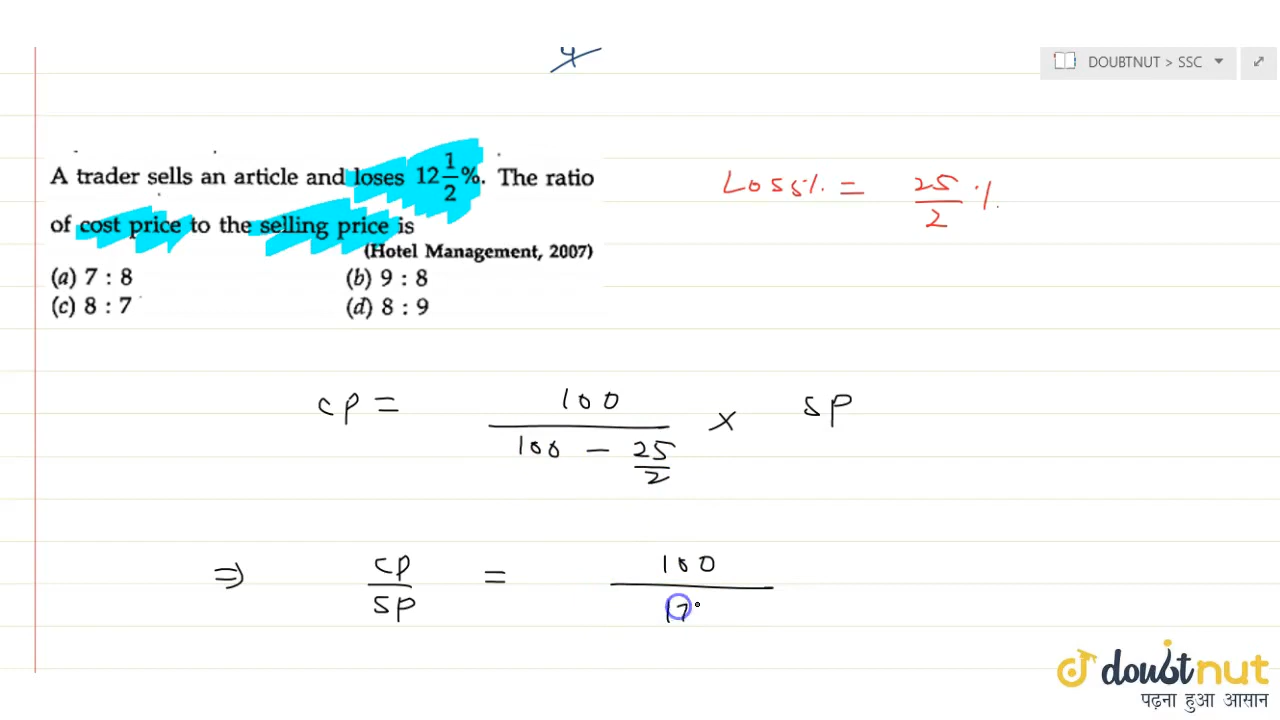 4
DOUBTNUT > SSC
A trader sells an article and loses 12 1/2 %. The ratio
of cost price to the selling price is
(Hotel Management, 2007)
(a) 7 : 8 (b) 9 : 8
(c) 8 : 7 (d) 8 : 9
Loss% = 25/2 %
CP = 100/(100 - 25/2) × SP
⇒ CP/SP = 100/17
doubtnut
पढ़ना हुआ आसान